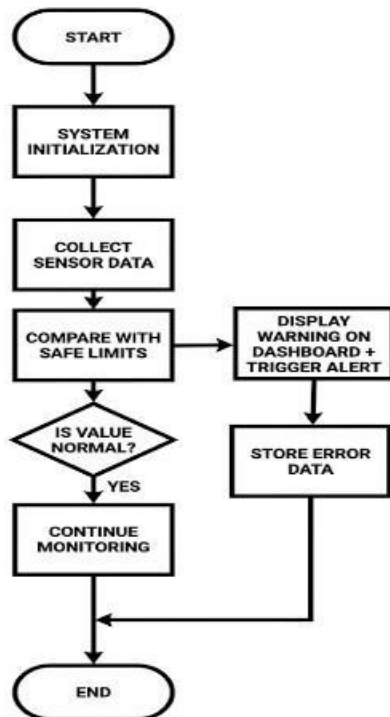 START
SYSTEM
INITIALIZATION
COLLECT
SENSOR DATA
COMPARE WITH
SAFE LIMITS
DISPLAY
WARNING ON
DASHBOARD +
TRIGGER ALERT
IS VALUE
NORMAL?
STORE ERROR
DATA
YES
CONTINUE
MONITORING
END